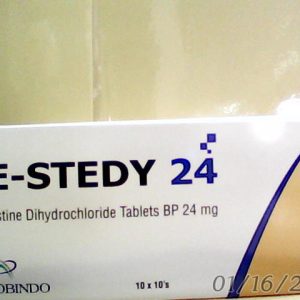 E-STEDY 24
stine Dihydrochloride Tablets BP 24 mg
OBINDO
10 x 10's
01/16/2